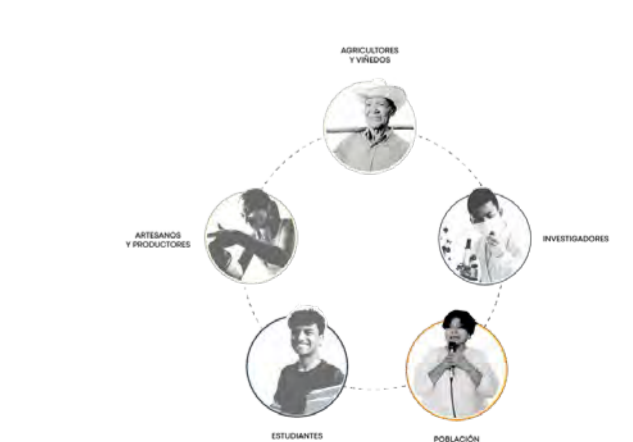 AGRICULTORES
Y VIÑEDOS
ARTESANOS
Y PRODUCTORES
INVESTIGADORES
ESTUDIANTES
POBLACIÓN